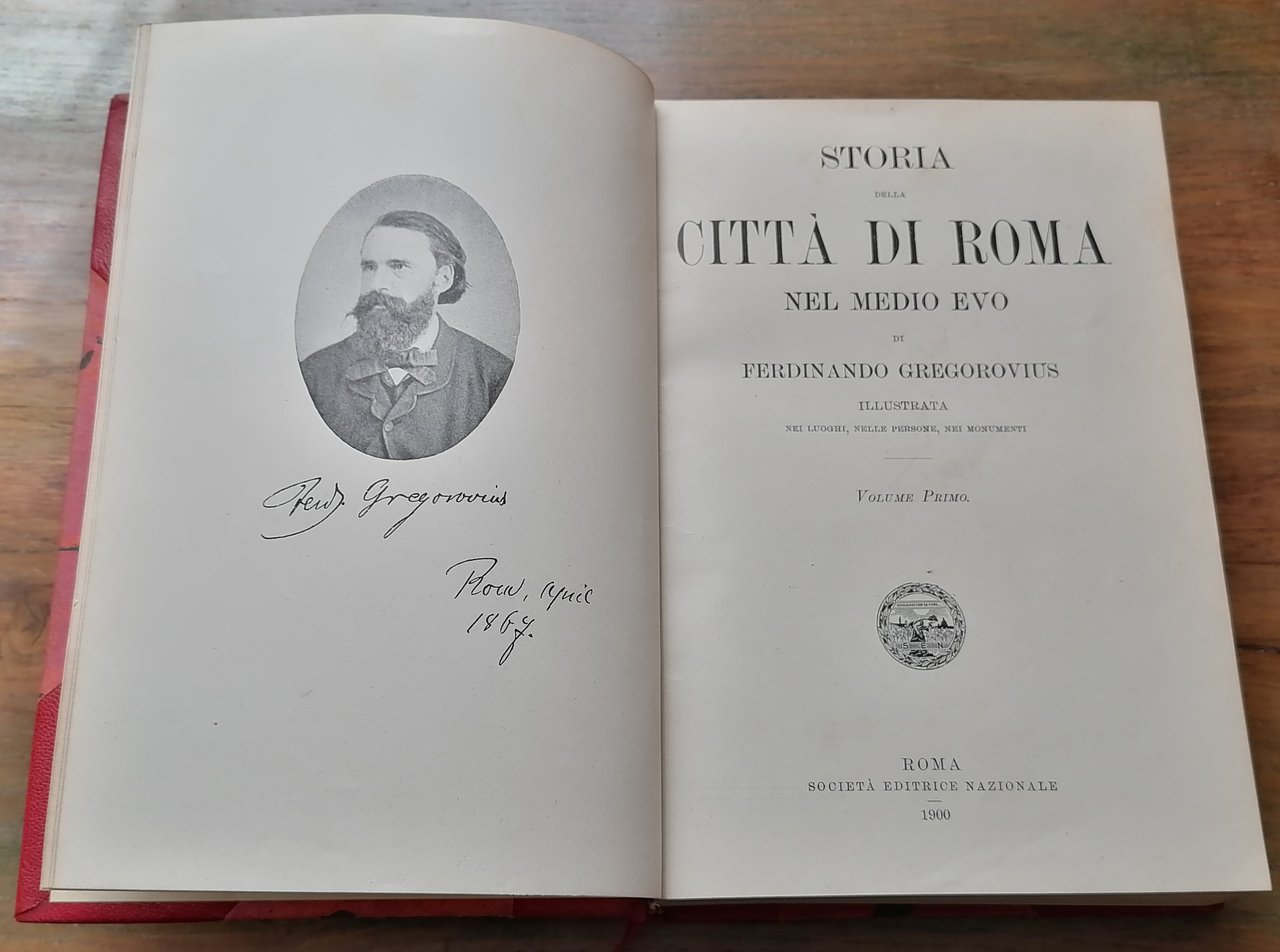 Ferd. Gregorovius
Rom, April
1867.
STORIA
DELLA
CITTÀ DI ROMA
NEL MEDIO EVO
DI
FERDINANDO GREGOROVIUS
ILLUSTRATA
NEI LUOGHI, NELLE PERSONE, NEI MONUMENTI
VOLUME PRIMO.
S E N
ROMA
SOCIETÀ EDITRICE NAZIONALE
1900